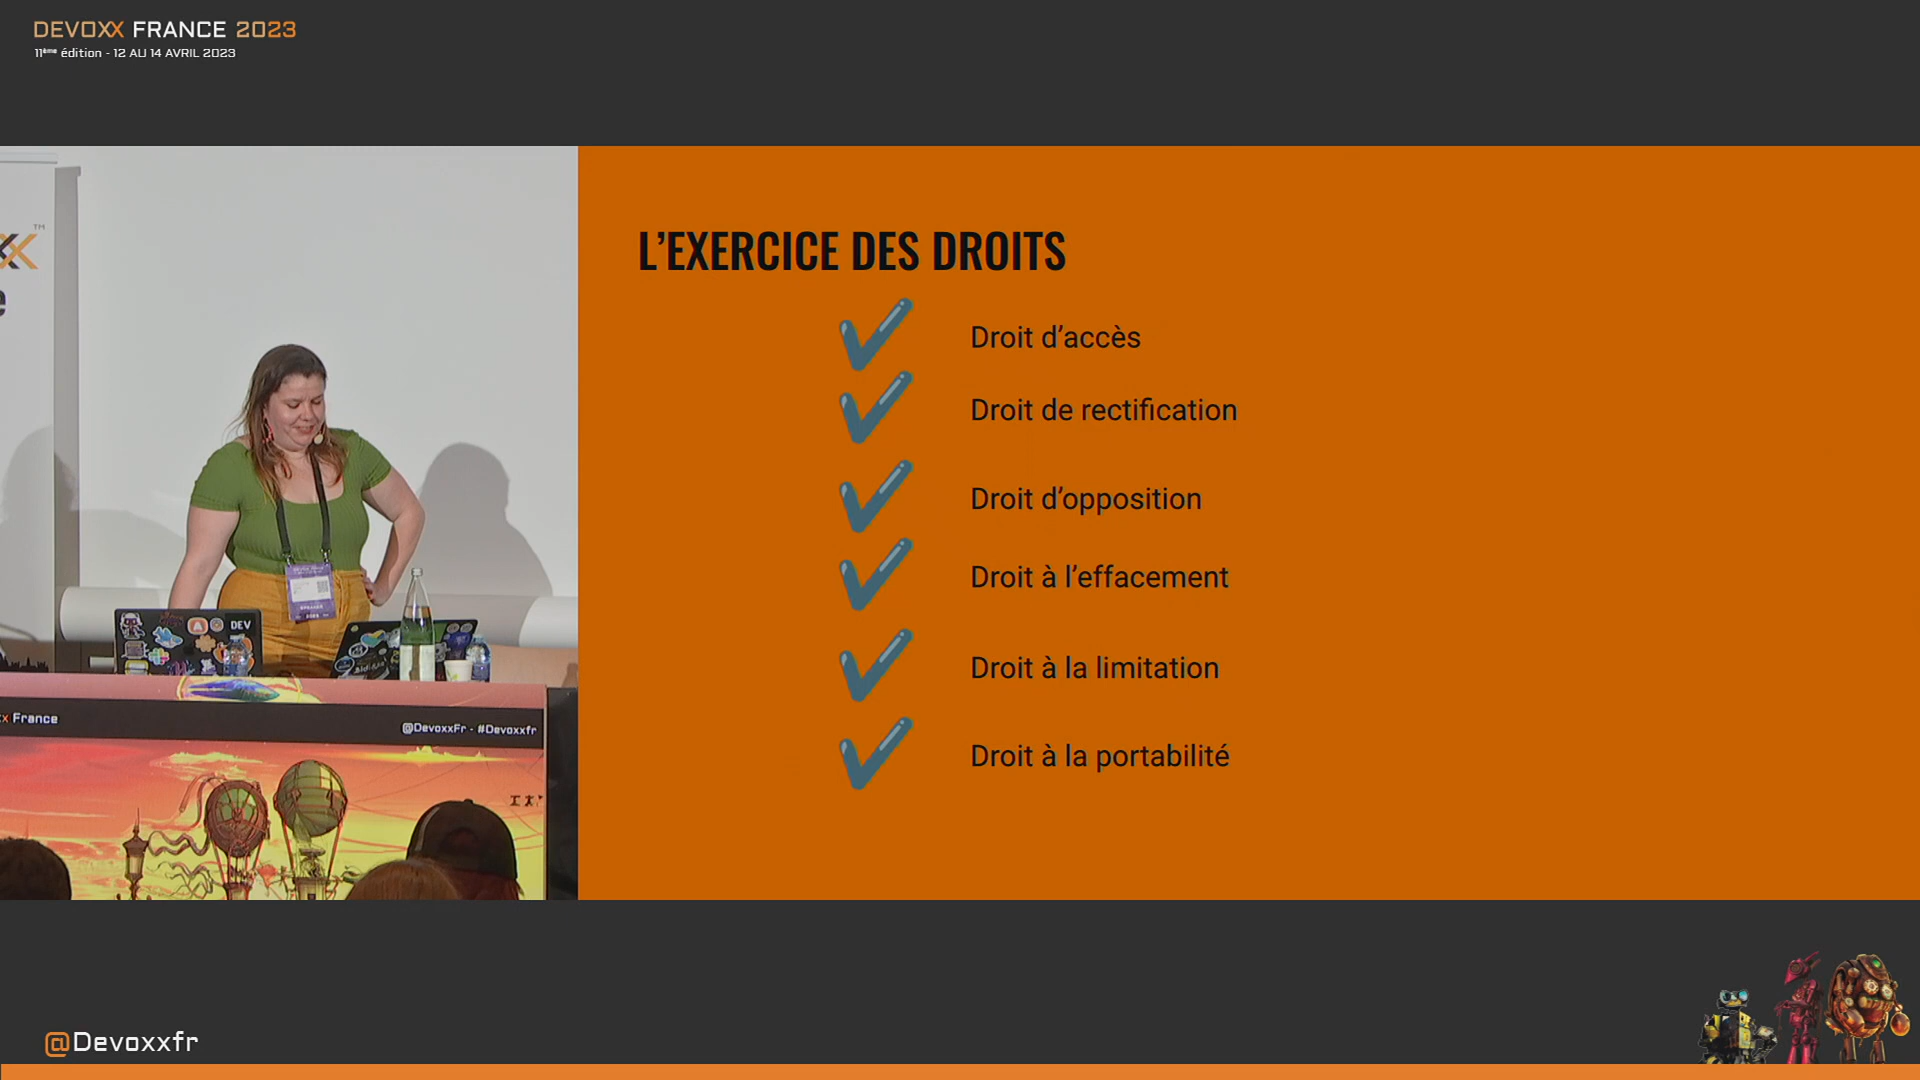 DEVOXX FRANCE 2023
11ème édition - 12 AU 14 AVRIL 2023
L'EXERCICE DES DROITS
Droit d'accès
Droit de rectification
Droit d'opposition
Droit à l'effacement
Droit à la limitation
Droit à la portabilité
TM
DEV
x France
@DevoxxFr - #Devoxxfr
@Devoxxfr